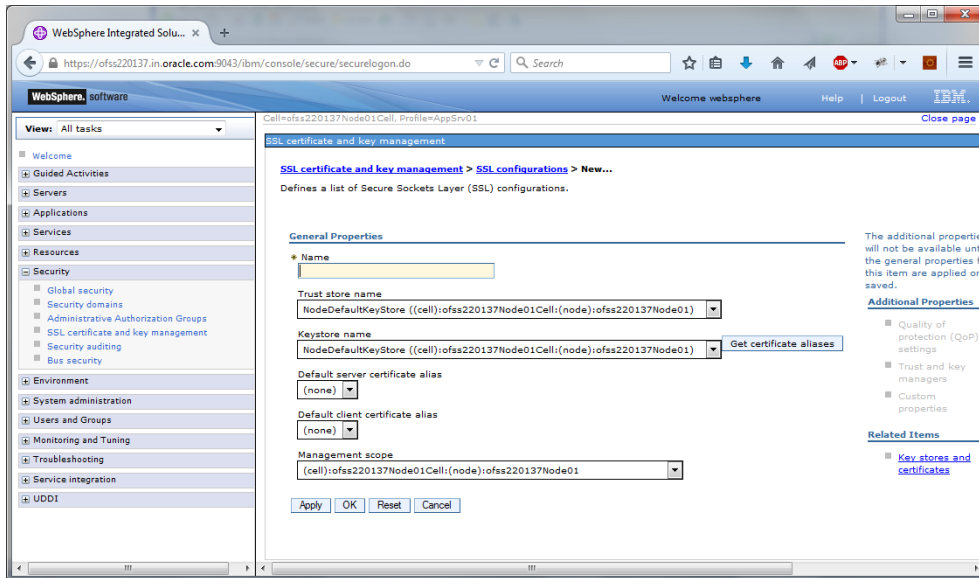 WebSphere Integrated Solu... × +
https://ofss220137.in.oracle.com:9043/ibm/console/secure/securelogon.do
Search
ABP
WebSphere. software
Welcome websphere
Help | Logout
IBM.
View: All tasks
Welcome
Guided Activities
Servers
Applications
Services
Resources
Security
Global security
Security domains
Administrative Authorization Groups
SSL certificate and key management
Security auditing
Bus security
Environment
System administration
Users and Groups
Monitoring and Tuning
Troubleshooting
Service integration
UDDI
Cell=ofss220137Node01Cell, Profile=AppSrv01
Close page
SSL certificate and key management
SSL certificate and key management > SSL configurations > New...
Defines a list of Secure Sockets Layer (SSL) configurations.
General Properties
* Name
Trust store name
NodeDefaultKeyStore ((cell):ofss220137Node01Cell:(node):ofss220137Node01)
Keystore name
NodeDefaultKeyStore ((cell):ofss220137Node01Cell:(node):ofss220137Node01)
Get certificate aliases
Default server certificate alias
(none)
Default client certificate alias
(none)
Management scope
(cell):ofss220137Node01Cell:(node):ofss220137Node01
Apply OK Reset Cancel
The additional propertie
will not be available unt
the general properties f
this item are applied or
saved.
Additional Properties
Quality of
protection (QoP)
settings
Trust and key
managers
Custom
properties
Related Items
Key stores and
certificates